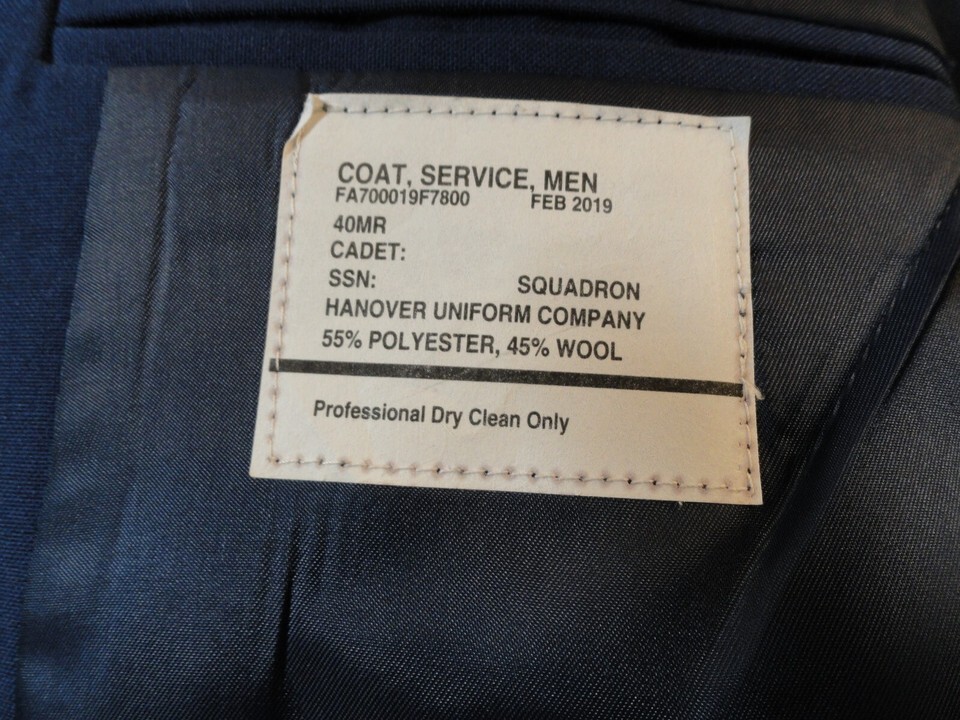 COAT, SERVICE, MEN
FA700019F7800 FEB 2019
40MR
CADET:
SSN: SQUADRON
HANOVER UNIFORM COMPANY
55% POLYESTER, 45% WOOL
Professional Dry Clean Only